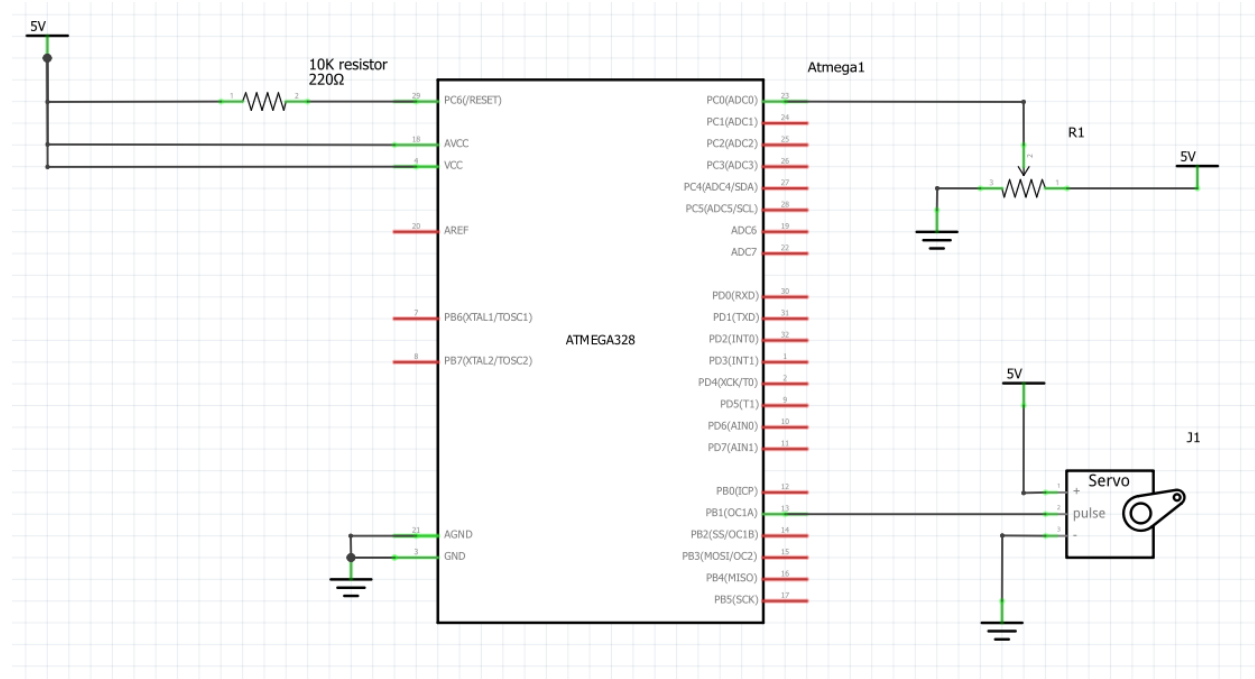 5V
10K resistor
220Ω
1
2
Atmega1
29
PC6(/RESET)
18
AVCC
4
VCC
20
AREF
7
PB6(XTAL1/TOSC1)
8
PB7(XTAL2/TOSC2)
21
AGND
3
GND
ATMEGA328
PC0(ADC0)
23
PC1(ADC1)
24
PC2(ADC2)
25
PC3(ADC3)
26
PC4(ADC4/SDA)
27
PC5(ADC5/SCL)
28
ADC6
19
ADC7
22
PD0(RXD)
30
PD1(TXD)
31
PD2(INT0)
32
PD3(INT1)
1
PD4(XCK/T0)
2
PD5(T1)
9
PD6(AIN0)
10
PD7(AIN1)
11
PB0(ICP)
12
PB1(OC1A)
13
PB2(SS/OC1B)
14
PB3(MOSI/OC2)
15
PB4(MISO)
16
PB5(SCK)
17
R1
2
3
1
5V
5V
J1
Servo
1
+
2
pulse
3
-